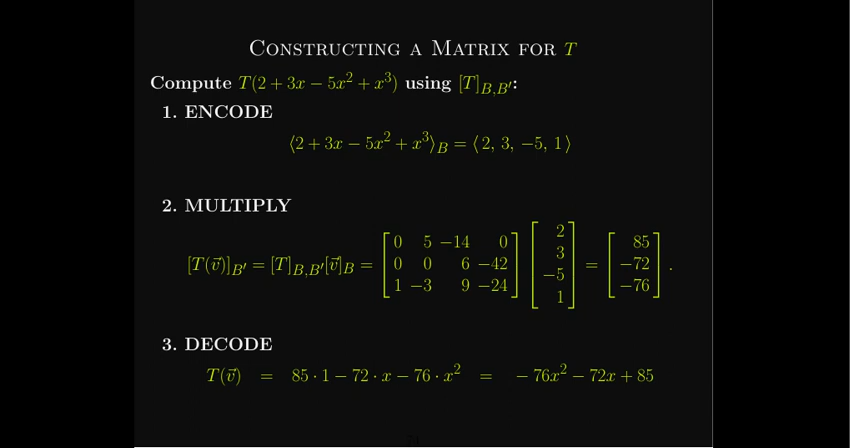 CONSTRUCTING A MATRIX FOR T
Compute T(2 + 3x − 5x² + x³) using [T]_{B,B′}:
1. ENCODE
⟨2 + 3x − 5x² + x³⟩_B = ⟨ 2, 3, −5, 1 ⟩
2. MULTIPLY
[T(v⃗)]_{B′} = [T]_{B,B′}[v⃗]_B = [0 5 −14 0; 0 0 6 −42; 1 −3 9 −24] [2; 3; −5; 1] = [85; −72; −76] .
3. DECODE
T(v⃗) = 85 · 1 − 72 · x − 76 · x² = − 76x² − 72x + 85